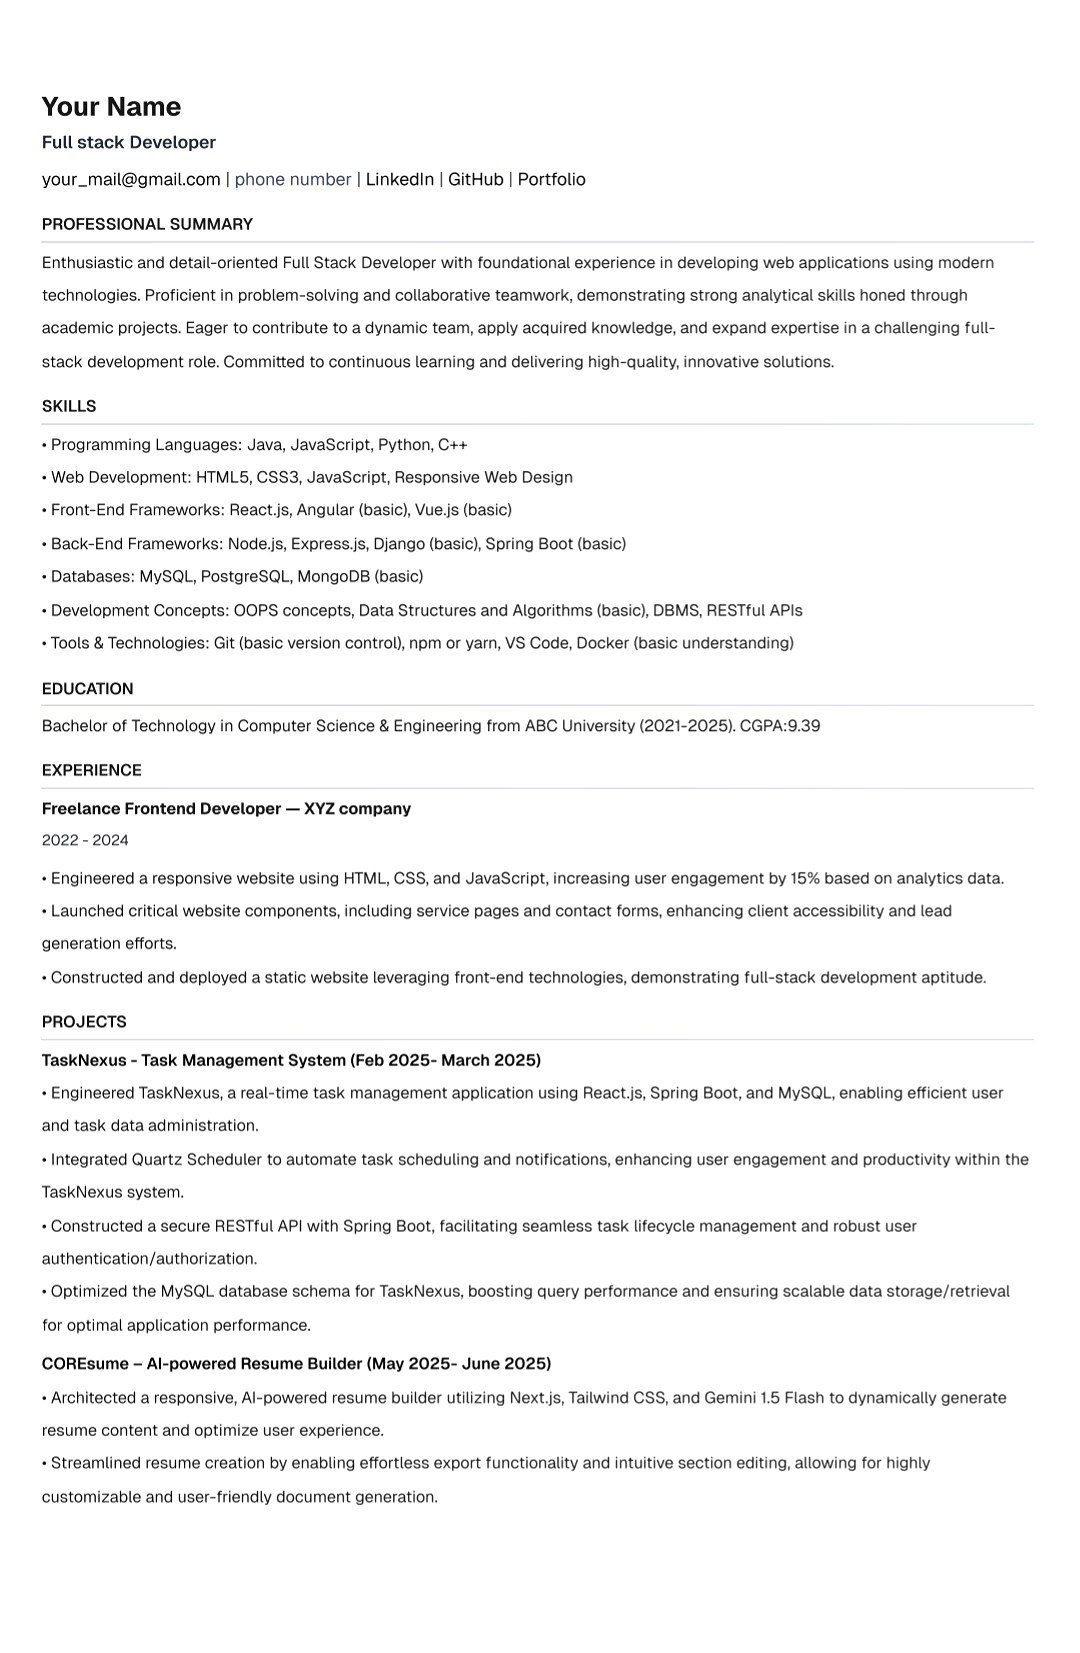 Your Name
Full stack Developer
your_mail@gmail.com | phone number | LinkedIn | GitHub | Portfolio
PROFESSIONAL SUMMARY
Enthusiastic and detail-oriented Full Stack Developer with foundational experience in developing web applications using modern
technologies. Proficient in problem-solving and collaborative teamwork, demonstrating strong analytical skills honed through
academic projects. Eager to contribute to a dynamic team, apply acquired knowledge, and expand expertise in a challenging full-
stack development role. Committed to continuous learning and delivering high-quality, innovative solutions.
SKILLS
• Programming Languages: Java, JavaScript, Python, C++
• Web Development: HTML5, CSS3, JavaScript, Responsive Web Design
• Front-End Frameworks: React.js, Angular (basic), Vue.js (basic)
• Back-End Frameworks: Node.js, Express.js, Django (basic), Spring Boot (basic)
• Databases: MySQL, PostgreSQL, MongoDB (basic)
• Development Concepts: OOPS concepts, Data Structures and Algorithms (basic), DBMS, RESTful APIs
• Tools & Technologies: Git (basic version control), npm or yarn, VS Code, Docker (basic understanding)
EDUCATION
Bachelor of Technology in Computer Science & Engineering from ABC University (2021-2025). CGPA:9.39
EXPERIENCE
Freelance Frontend Developer — XYZ company
2022 - 2024
• Engineered a responsive website using HTML, CSS, and JavaScript, increasing user engagement by 15% based on analytics data.
• Launched critical website components, including service pages and contact forms, enhancing client accessibility and lead
generation efforts.
• Constructed and deployed a static website leveraging front-end technologies, demonstrating full-stack development aptitude.
PROJECTS
TaskNexus - Task Management System (Feb 2025- March 2025)
• Engineered TaskNexus, a real-time task management application using React.js, Spring Boot, and MySQL, enabling efficient user
and task data administration.
• Integrated Quartz Scheduler to automate task scheduling and notifications, enhancing user engagement and productivity within the
TaskNexus system.
• Constructed a secure RESTful API with Spring Boot, facilitating seamless task lifecycle management and robust user
authentication/authorization.
• Optimized the MySQL database schema for TaskNexus, boosting query performance and ensuring scalable data storage/retrieval
for optimal application performance.
COREsume – AI-powered Resume Builder (May 2025- June 2025)
• Architected a responsive, AI-powered resume builder utilizing Next.js, Tailwind CSS, and Gemini 1.5 Flash to dynamically generate
resume content and optimize user experience.
• Streamlined resume creation by enabling effortless export functionality and intuitive section editing, allowing for highly
customizable and user-friendly document generation.